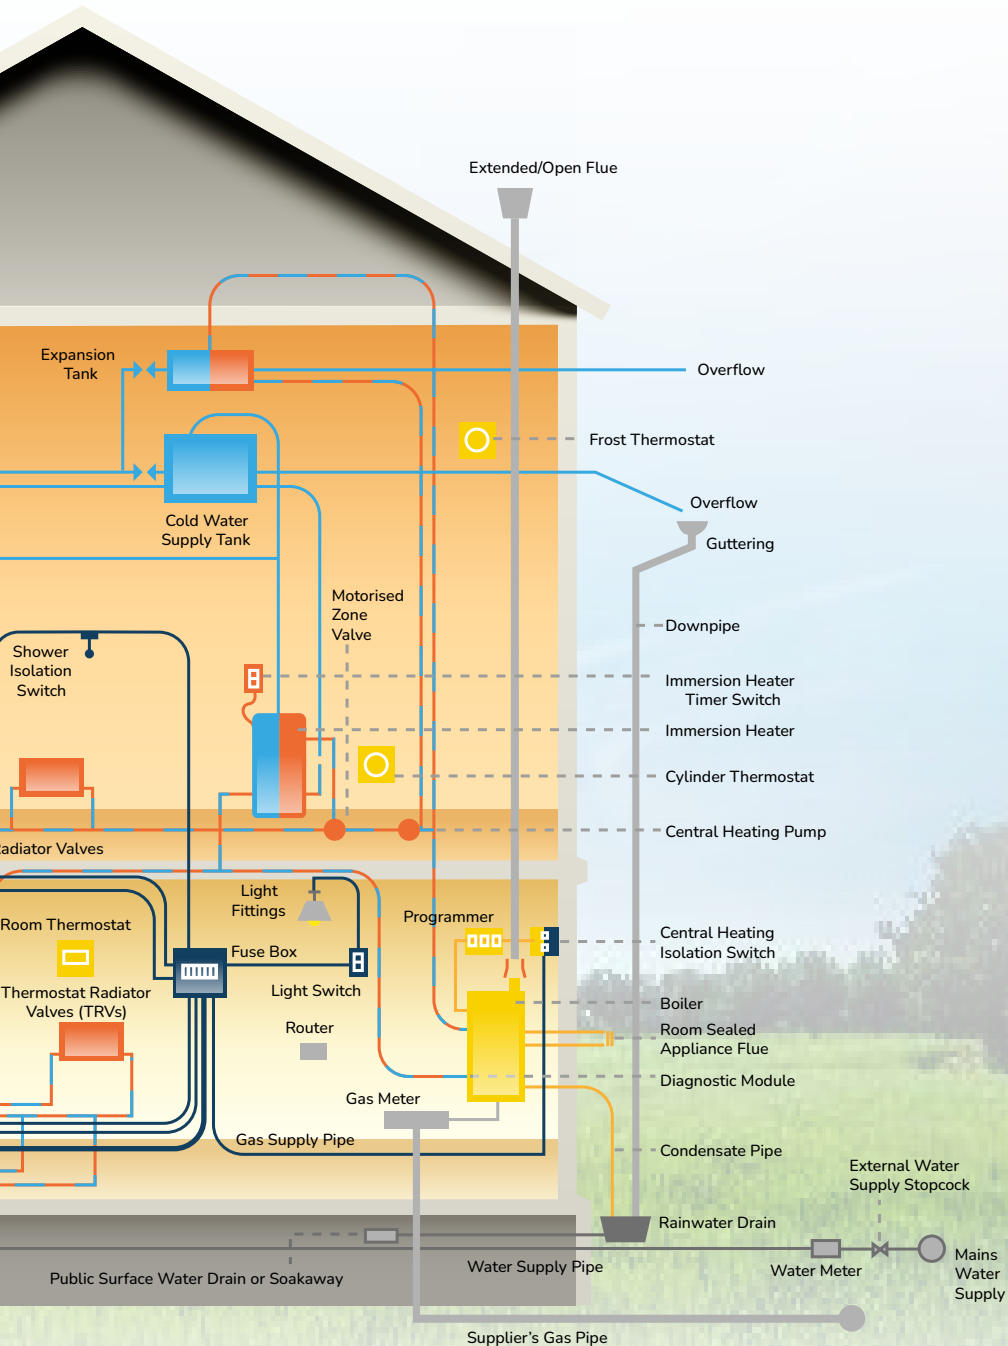 Extended/Open Flue
Expansion
Tank
Overflow
Frost Thermostat
Overflow
Cold Water
Supply Tank
Guttering
Motorised
Zone
Valve
Downpipe
Shower
Isolation
Switch
Immersion Heater
Timer Switch
Immersion Heater
Cylinder Thermostat
Central Heating Pump
Radiator Valves
Light
Fittings
Programmer
Room Thermostat
Fuse Box
Central Heating
Isolation Switch
Light Switch
Thermostat Radiator
Valves (TRVs)
Boiler
Router
Room Sealed
Appliance Flue
Diagnostic Module
Gas Meter
Gas Supply Pipe
Condensate Pipe
External Water
Supply Stopcock
Rainwater Drain
Public Surface Water Drain or Soakaway
Water Supply Pipe
Water Meter
Mains
Water
Supply
Supplier's Gas Pipe